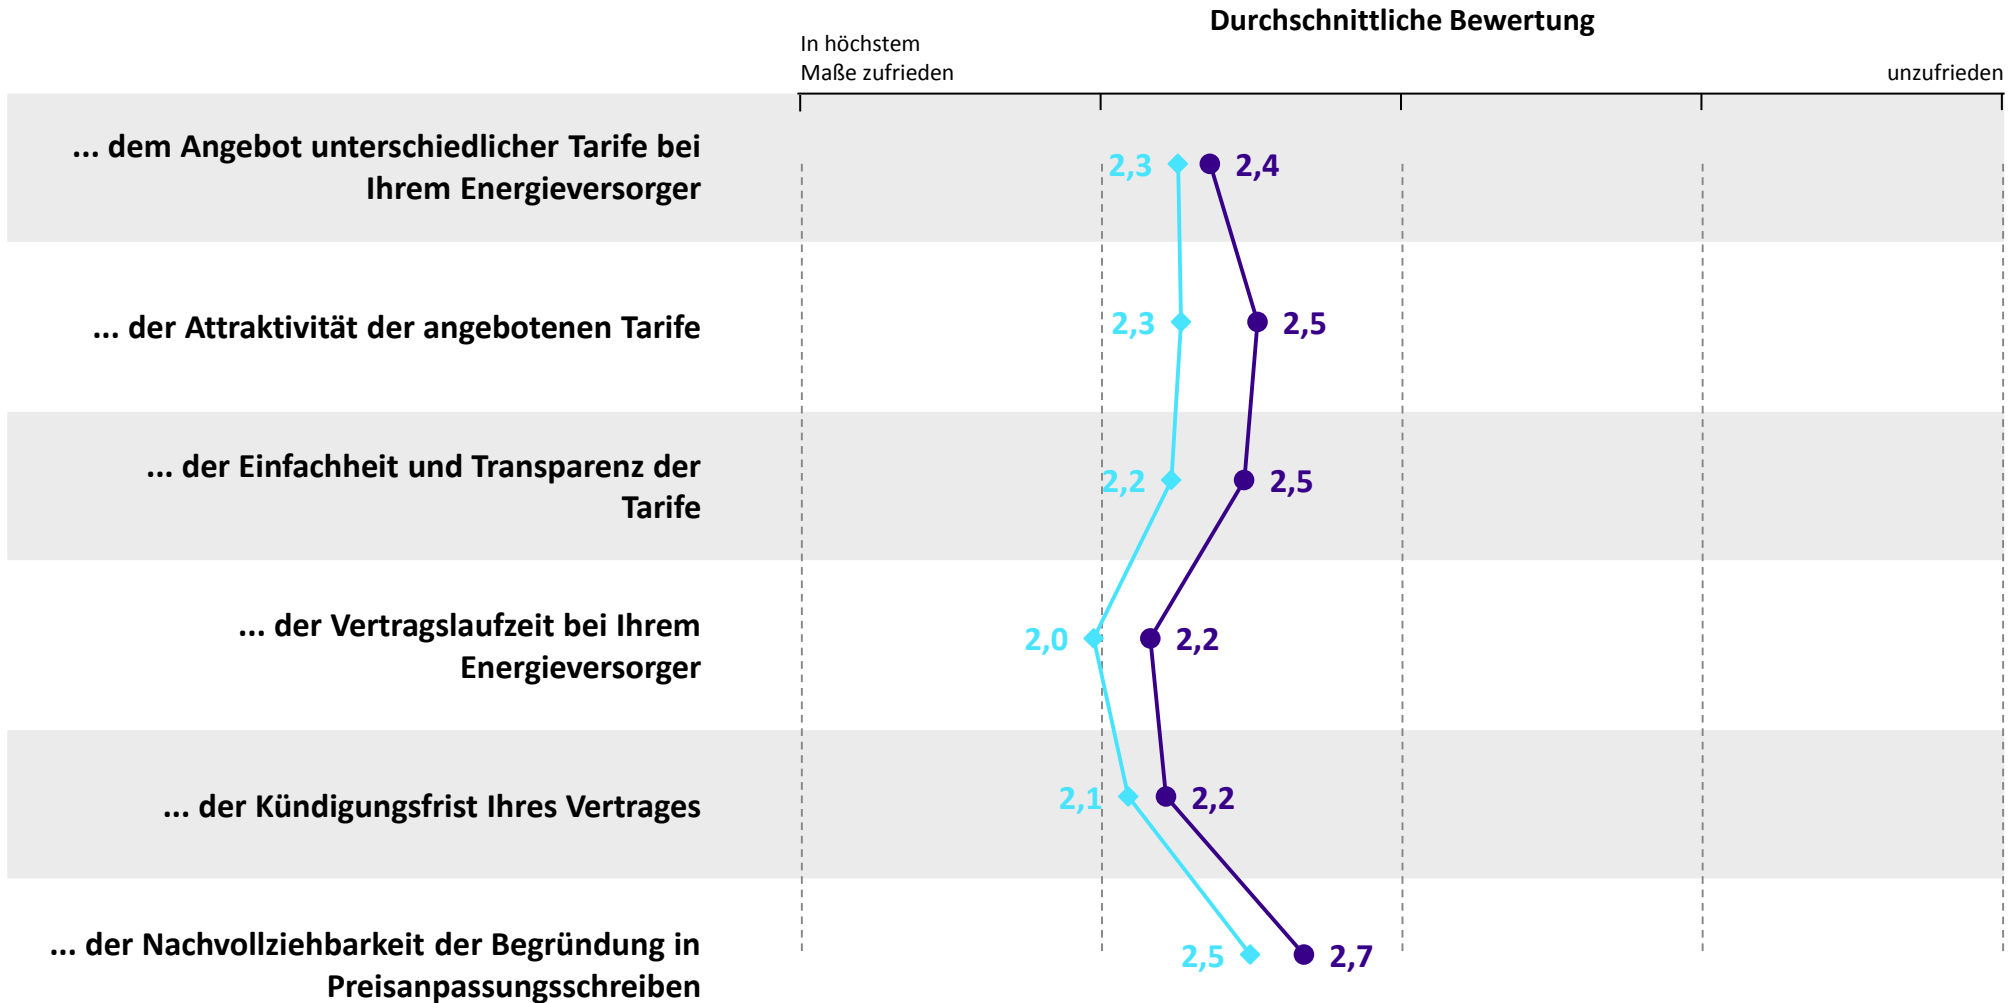 Durchschnittliche Bewertung
In höchstem
Maße zufrieden
unzufrieden
... dem Angebot unterschiedlicher Tarife bei
Ihrem Energieversorger
2,3
2,4
... der Attraktivität der angebotenen Tarife
2,3
2,5
... der Einfachheit und Transparenz der
Tarife
2,2
2,5
... der Vertragslaufzeit bei Ihrem
Energieversorger
2,0
2,2
... der Kündigungsfrist Ihres Vertrages
2,1
2,2
... der Nachvollziehbarkeit der Begründung in
Preisanpassungsschreiben
2,5
2,7